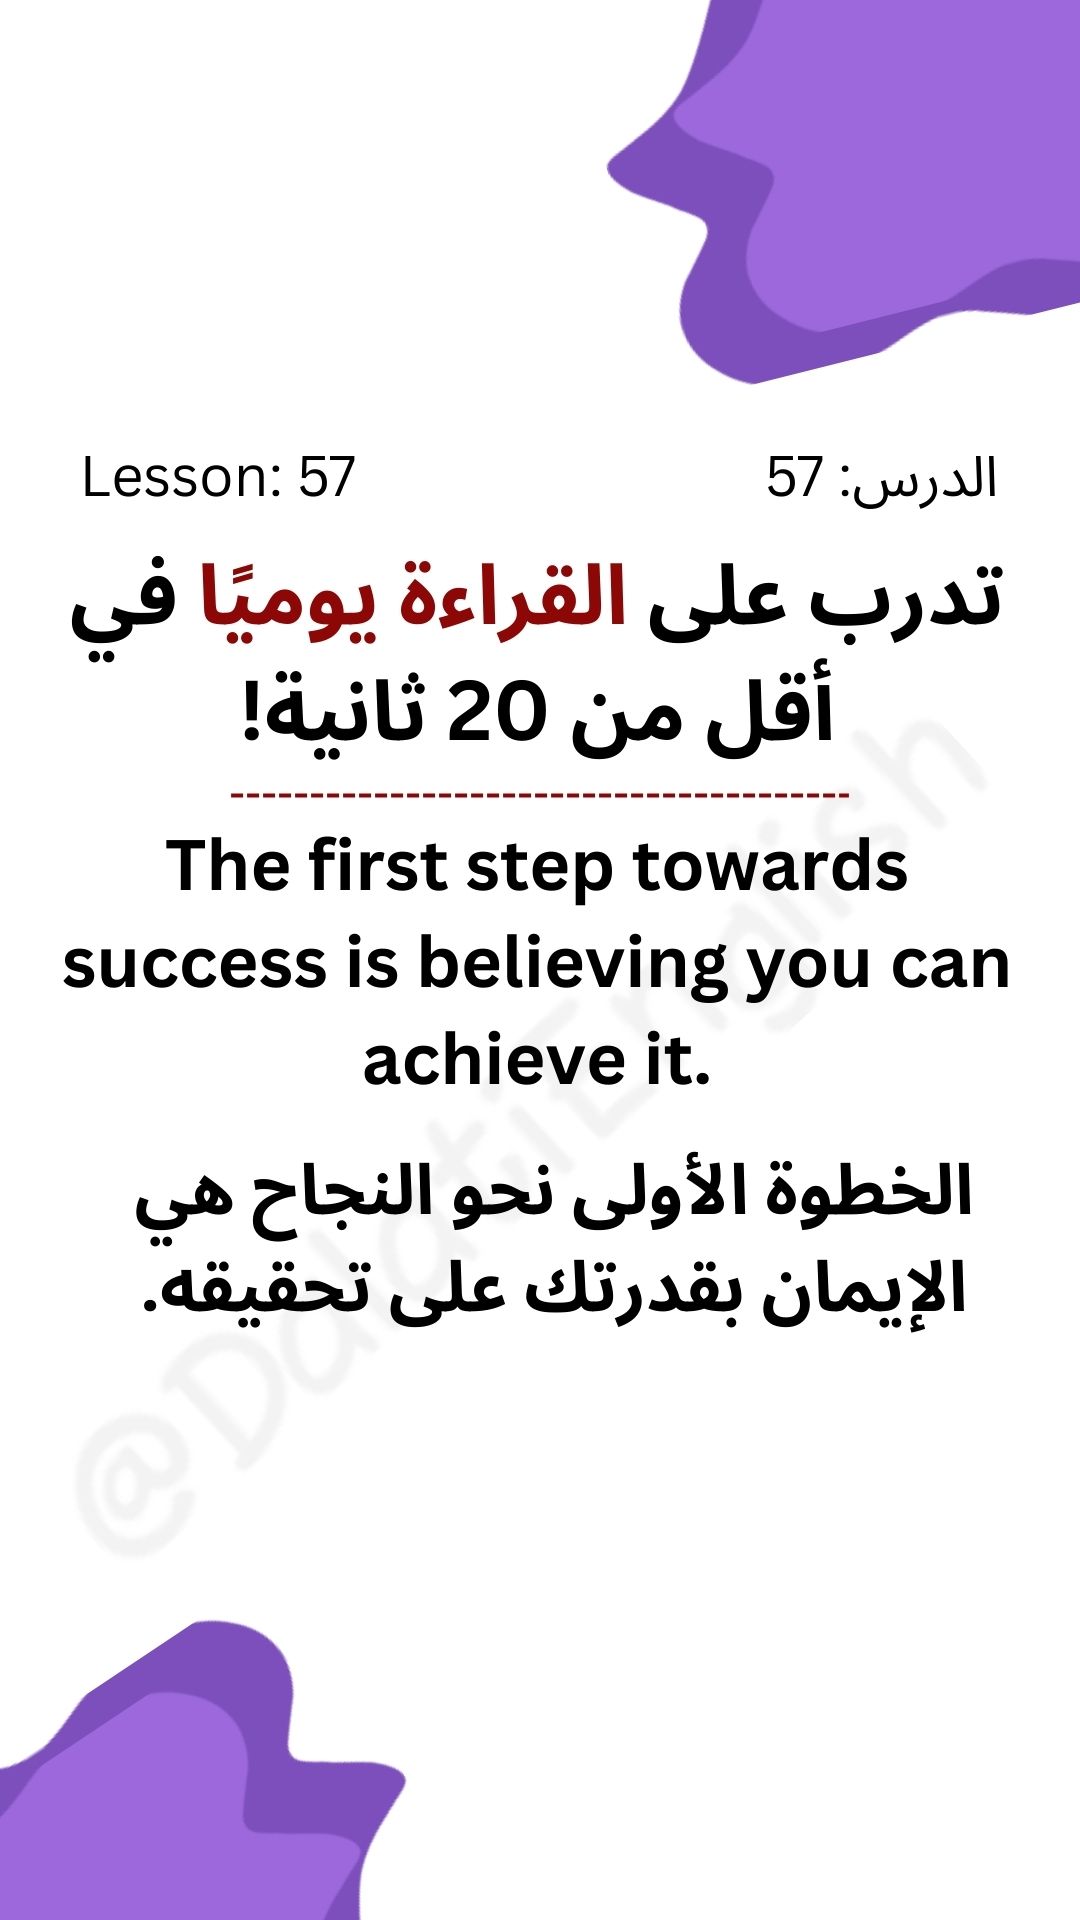 Lesson: 57
الدرس: 57
تدرب على القراءة يوميًا في
أقل من 20 ثانية!
---------------------------------------
The first step towards
success is believing you can
achieve it.
الخطوة الأولى نحو النجاح هي
الإيمان بقدرتك على تحقيقه.